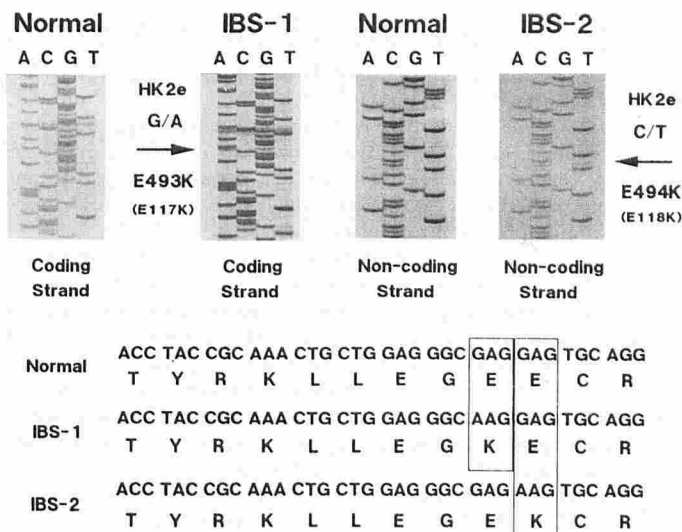 Normal IBS-1 Normal IBS-2
A C G T A C G T A C G T A C G T
HK2e
G/A
E493K
(E117K)
HK2e
C/T
E494K
(E118K)
Coding
Strand
Coding
Strand
Non-coding
Strand
Non-coding
Strand
Normal
ACC TAC CGC AAA CTG CTG GAG GGC GAG GAG TGC AGG
T Y R K L L E G E E C R
IBS-1
ACC TAC CGC AAA CTG CTG GAG GGC AAG GAG TGC AGG
T Y R K L L E G K E C R
IBS-2
ACC TAC CGC AAA CTG CTG GAG GGC GAG AAG TGC AGG
T Y R K L L E G E K C R